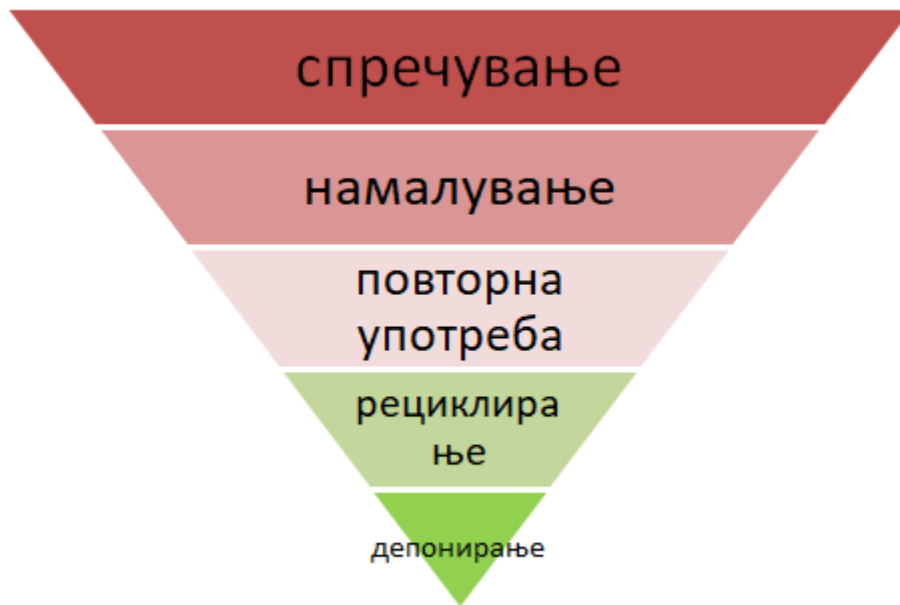 спречување
намалување
повторна
употреба
рециклира
ње
депонирање